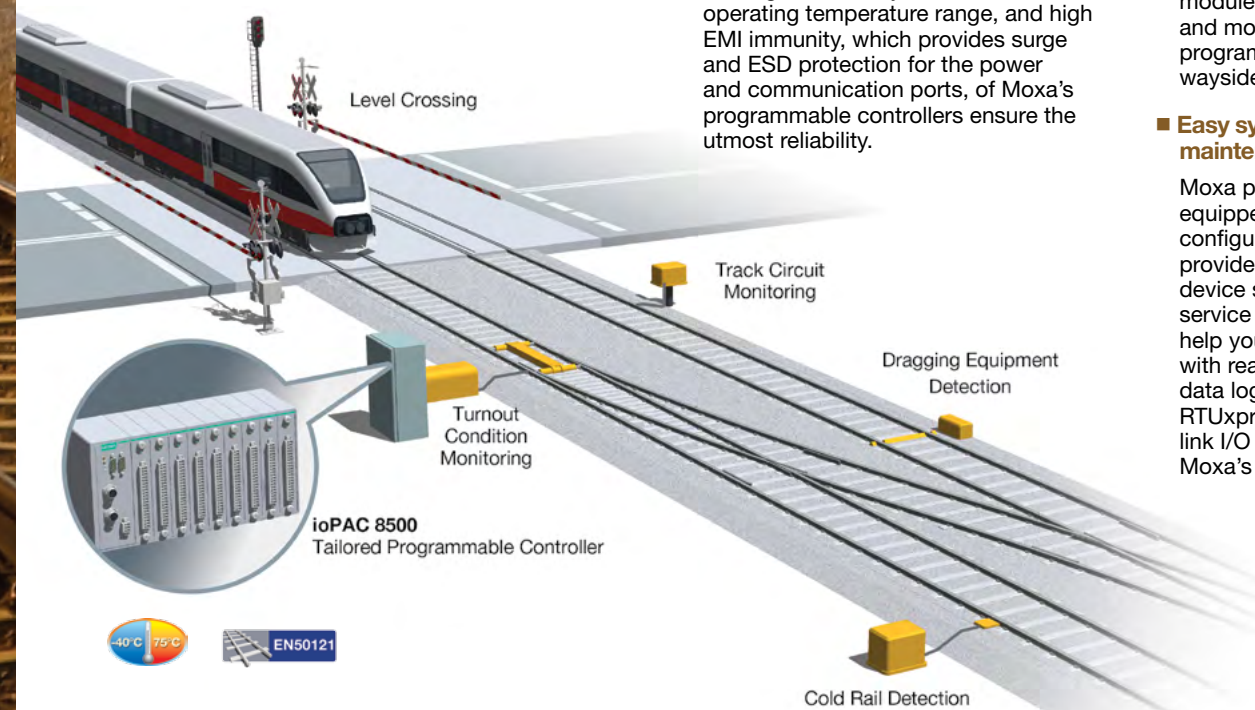 operating temperature range, and high
EMI immunity, which provides surge
and ESD protection for the power
and communication ports, of Moxa’s
programmable controllers ensure the
utmost reliability.
and mo
program
wayside
■ Easy sy
mainte
Moxa p
equippe
configu
provide
device s
service
help you
with rea
data log
RTUxpr
link I/O
Moxa’s
Level Crossing
Track Circuit
Monitoring
Dragging Equipment
Detection
Turnout
Condition
Monitoring
ioPAC 8500
Tailored Programmable Controller
-40°C 75°C
EN50121
Cold Rail Detection